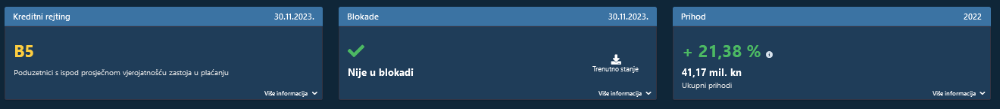 Kreditni rejting 30.11.2023.
B5
Poduzetnici s ispod prosječnom vjerojatnošću zastoja u plaćanju
Više informacija
Blokade 30.11.2023.
Nije u blokadi
Trenutno stanje
Više informacija
Prihod 2022
+ 21,38 %
41,17 mil. kn
Ukupni prihodi
Više informacija